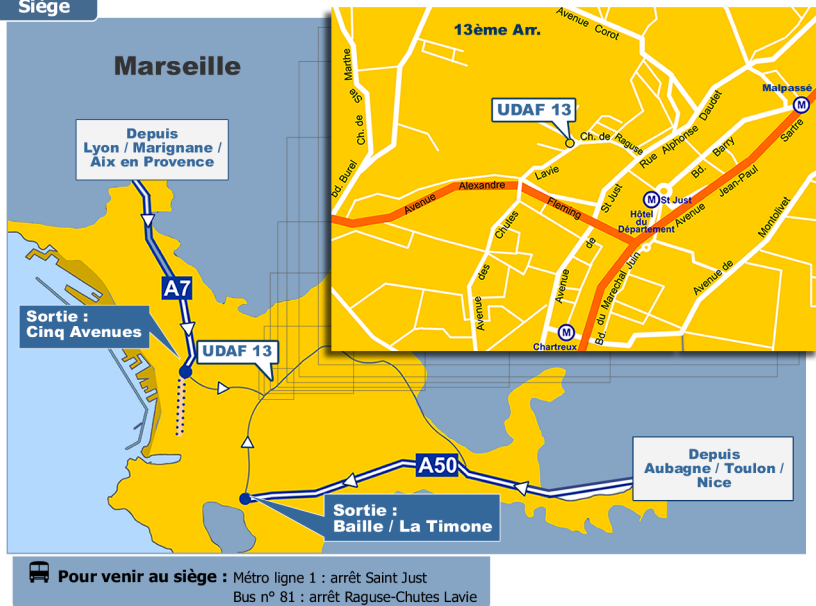 Siège
Marseille
Depuis
Lyon / Marignane /
Aix en Provence
A7
Sortie :
Cinq Avenues
UDAF 13
A50
Depuis
Aubagne / Toulon /
Nice
Sortie :
Baille / La Timone
13ème Arr.
Avenue Corot
Malpassé
M
UDAF 13
Ch. de Raguse
Rue Alphonse Daudet
Bd. Barry
Avenue Jean-Paul Sartre
Ch. de Ste Marthe
bd. Burel
Lavie
Avenue Alexandre Fleming
M
St Just
Hôtel
du
Département
Avenue de St Just
Avenue des Chutes
Avenue de Montolivet
Bd. du Marechal Juin
M
Chartreux
Pour venir au siège : Métro ligne 1 : arrêt Saint Just
Bus n° 81 : arrêt Raguse-Chutes Lavie